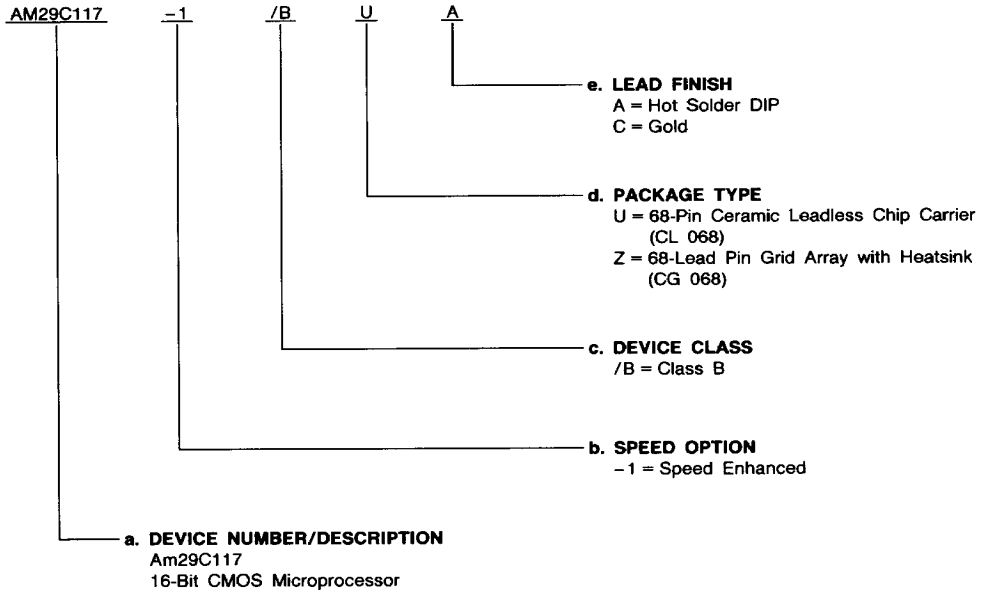 AM29C117 -1 /B U A
e. LEAD FINISH
A = Hot Solder DIP
C = Gold
d. PACKAGE TYPE
U = 68-Pin Ceramic Leadless Chip Carrier
(CL 068)
Z = 68-Lead Pin Grid Array with Heatsink
(CG 068)
c. DEVICE CLASS
/B = Class B
b. SPEED OPTION
-1 = Speed Enhanced
a. DEVICE NUMBER/DESCRIPTION
Am29C117
16-Bit CMOS Microprocessor